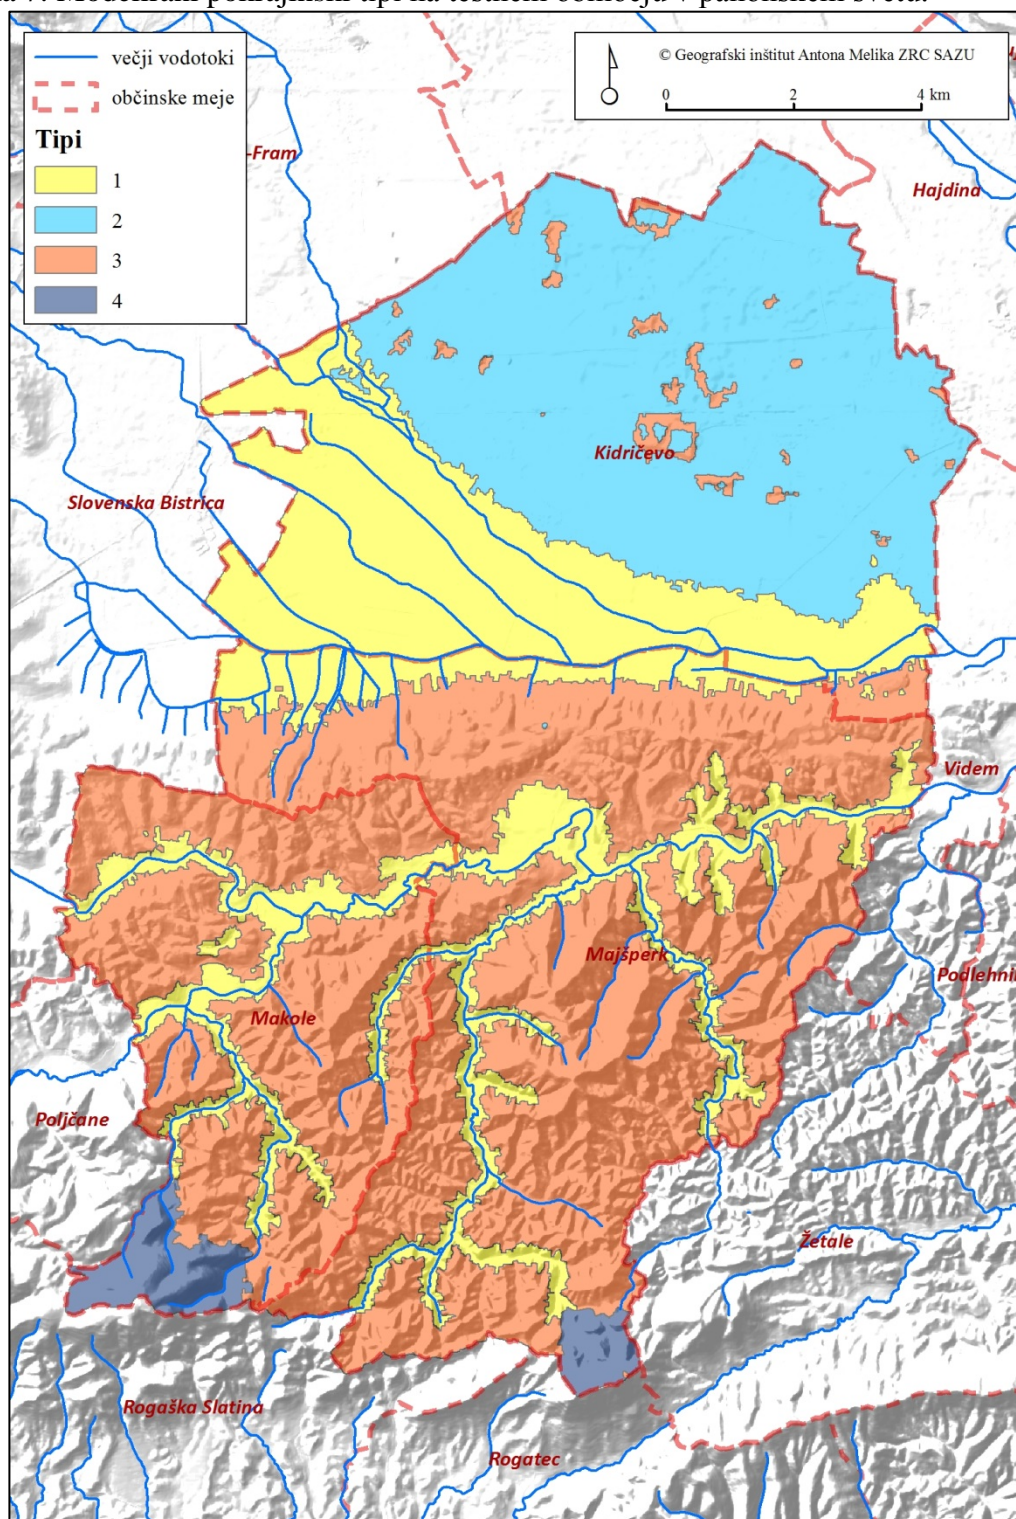 večji vodotoki
občinske meje
Tipi
1
2
3
4
© Geografski inštitut Antona Melika ZRC SAZU
0 2 4 km
-Fram
Hajdina
Kidričevo
Slovenska Bistrica
Videm
Majšperk
Podlehni
Makole
Poljčane
Žetale
Rogaška Slatina
Rogatec